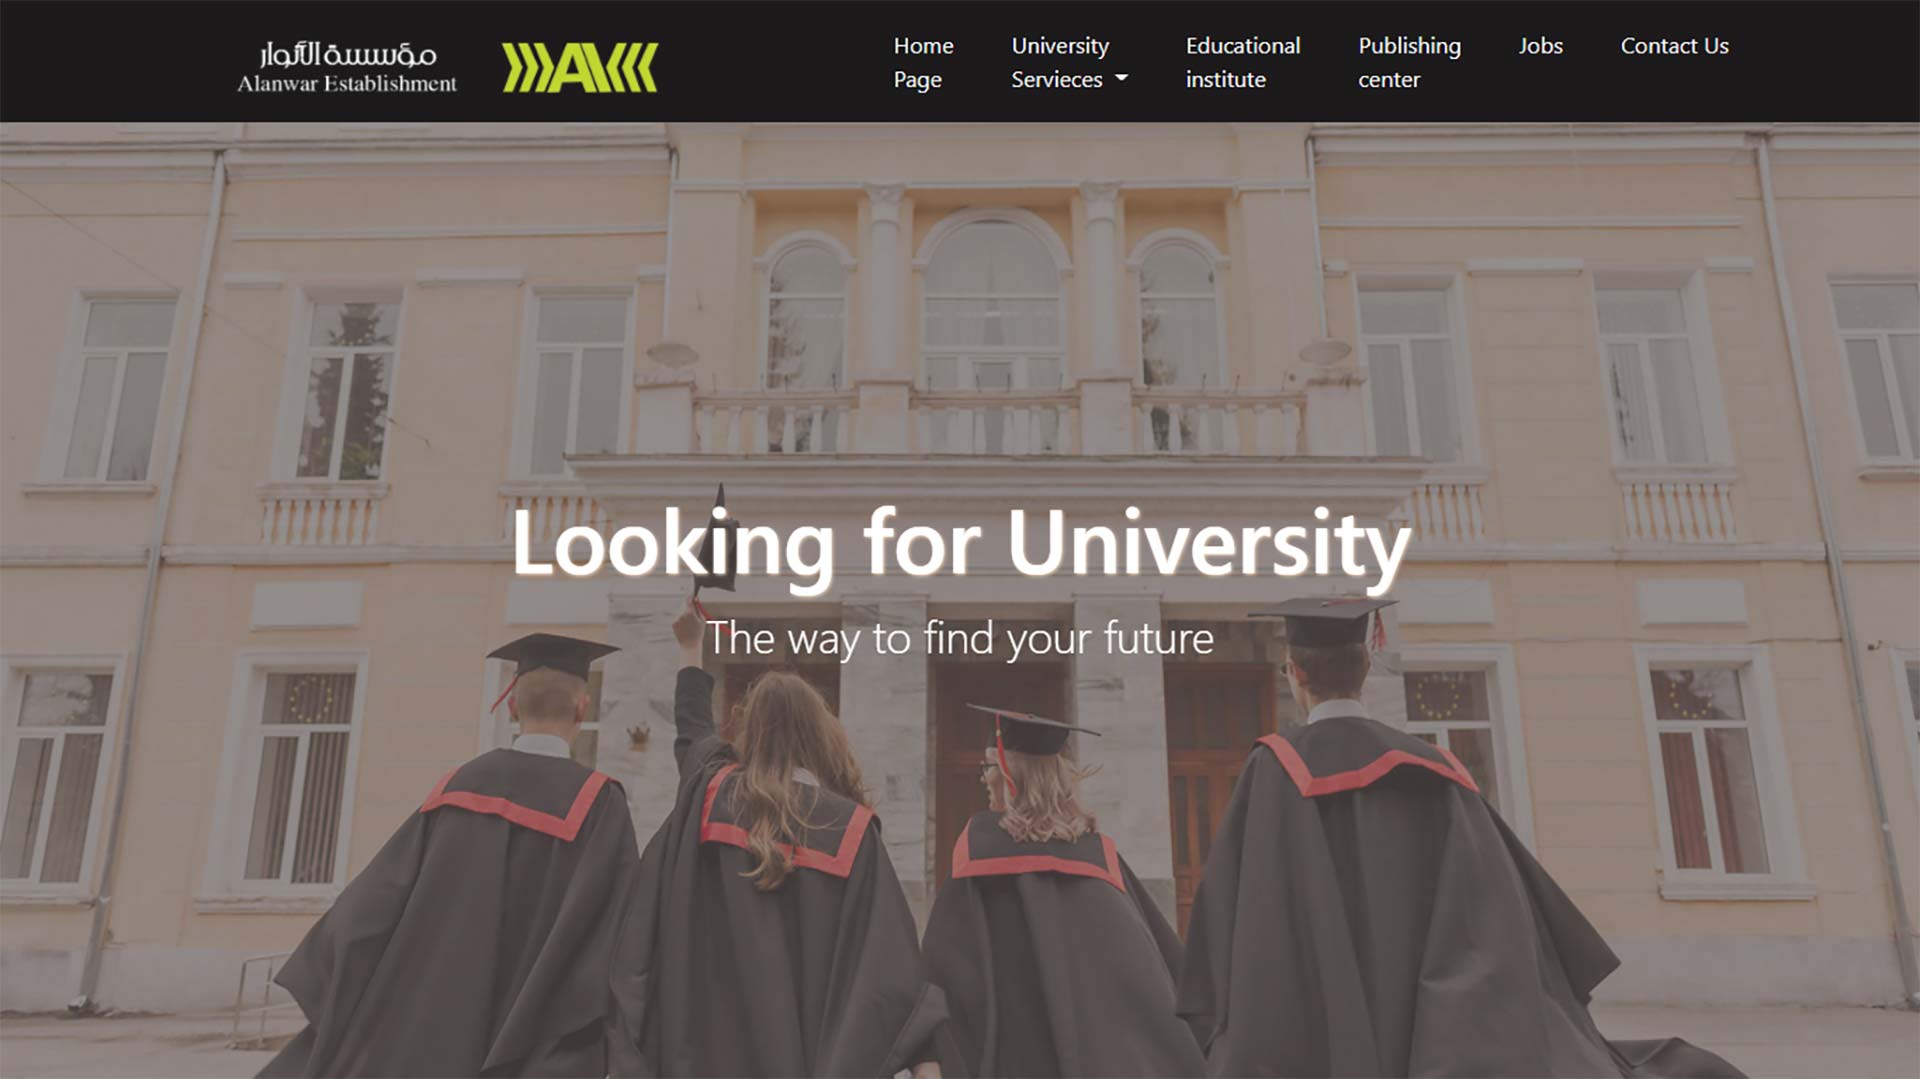 مؤسسة الأنوار
Alanwar Establishment
Home Page
University Servieces
Educational institute
Publishing center
Jobs
Contact Us
Looking for University
The way to find your future